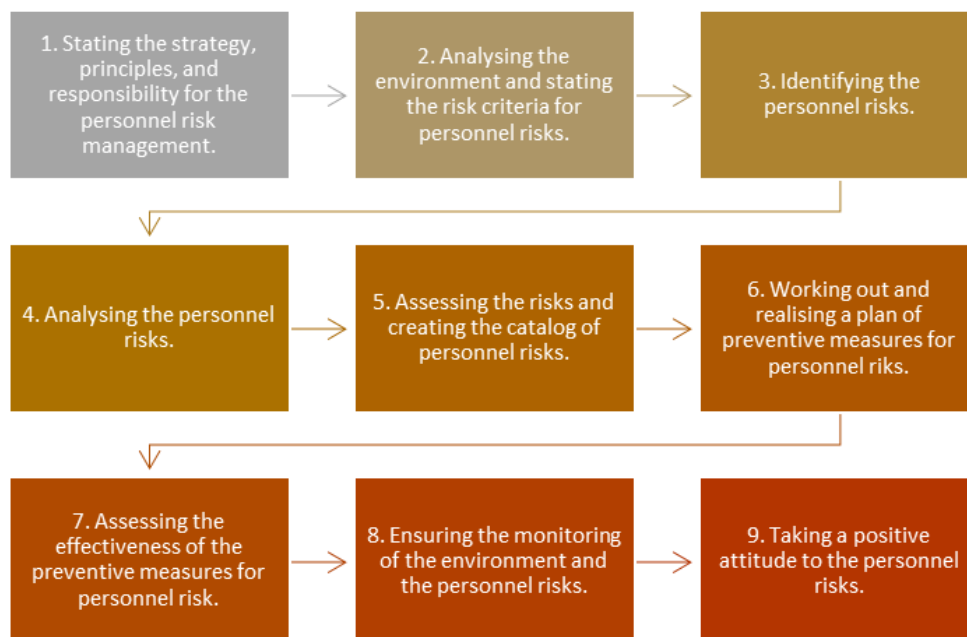 1. Stating the strategy,
principles, and
responsibility for the
personnel risk
management.
2. Analysing the
environment and stating
the risk criteria for
personnel risks.
3. Identifying the
personnel risks.
4. Analysing the personnel
risks.
5. Assessing the risks and
creating the catalog of
personnel risks.
6. Working out and
realising a plan of
preventive measures for
personnel riks.
7. Assessing the
effectiveness of the
preventive measures for
personnel risk.
8. Ensuring the monitoring
of the environment and
the personnel risks.
9. Taking a positive
attitude to the personnel
risks.